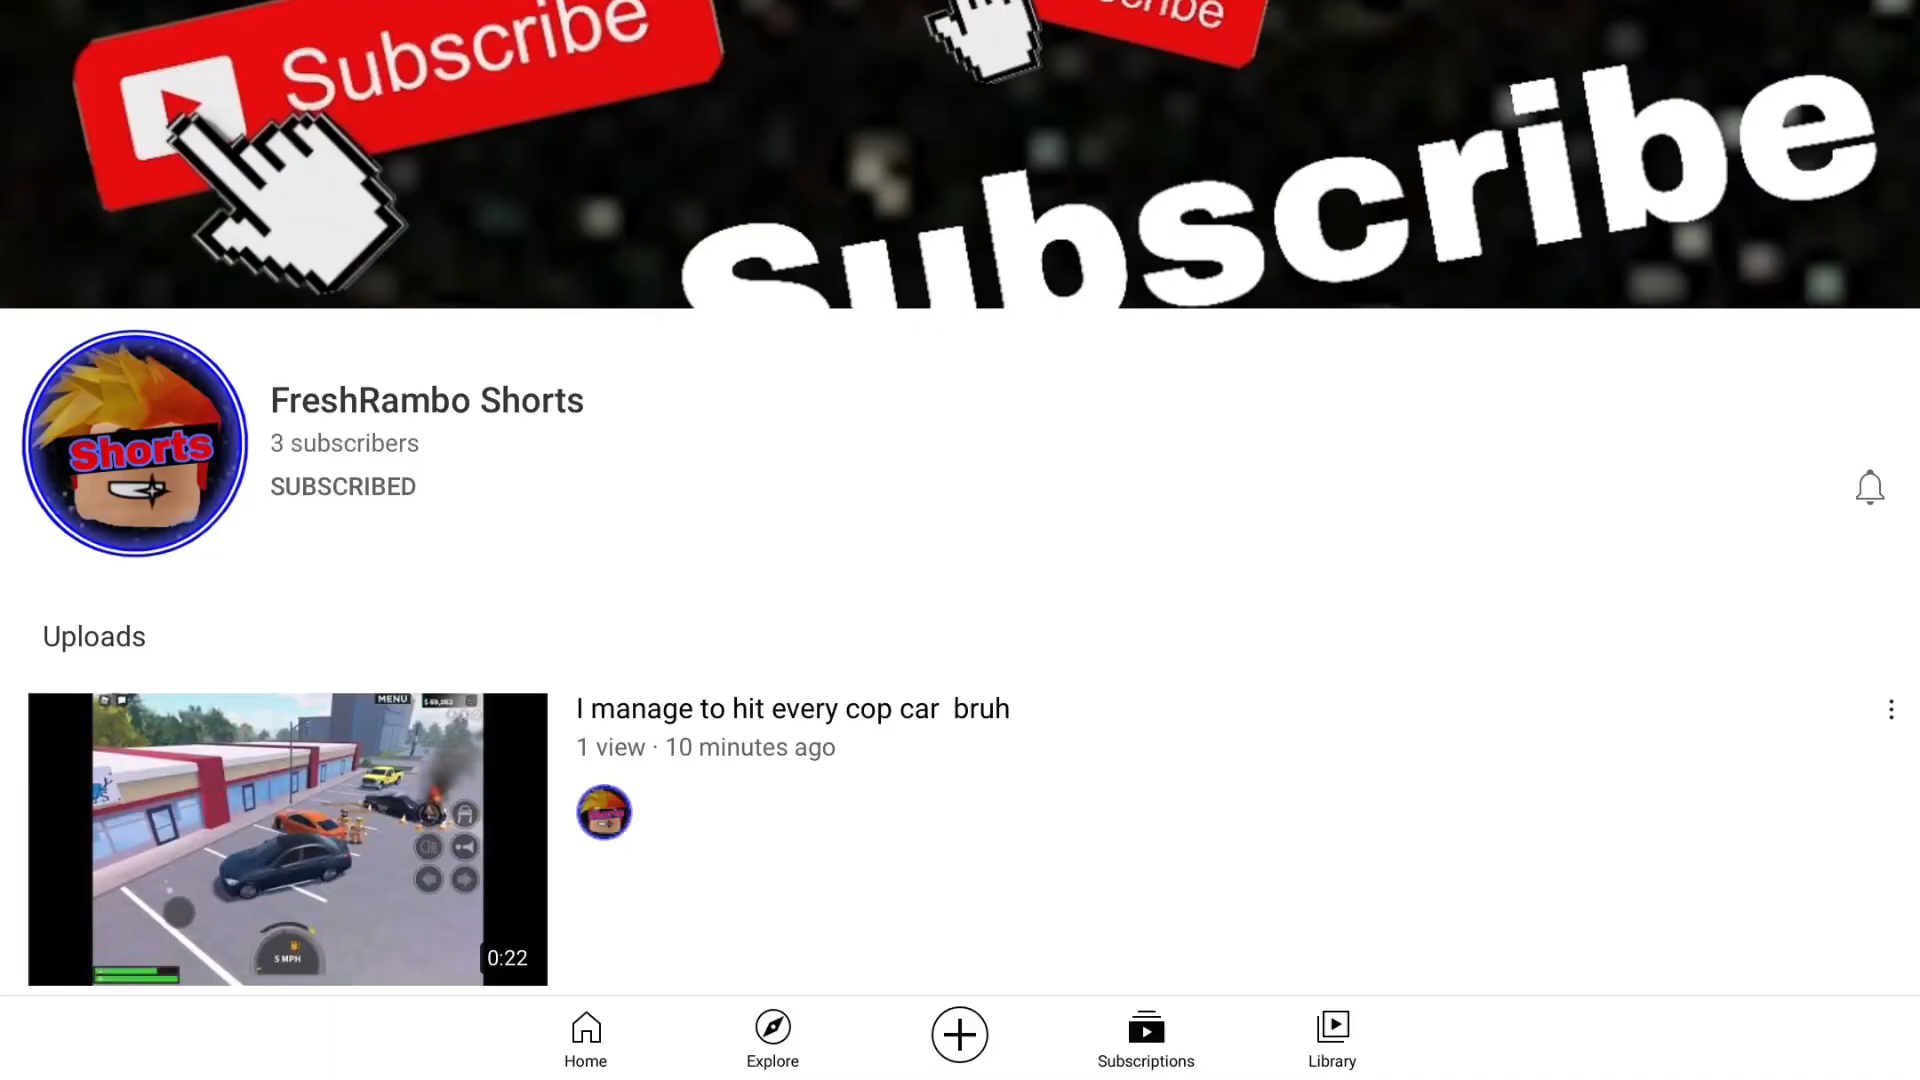 Subscribe
scribe
Subscribe
Shorts
FreshRambo Shorts
3 subscribers
SUBSCRIBED
Uploads
MENU
I manage to hit every cop car  bruh
1 view · 10 minutes ago
5 MPH
0:22
Home
Explore
Subscriptions
Library